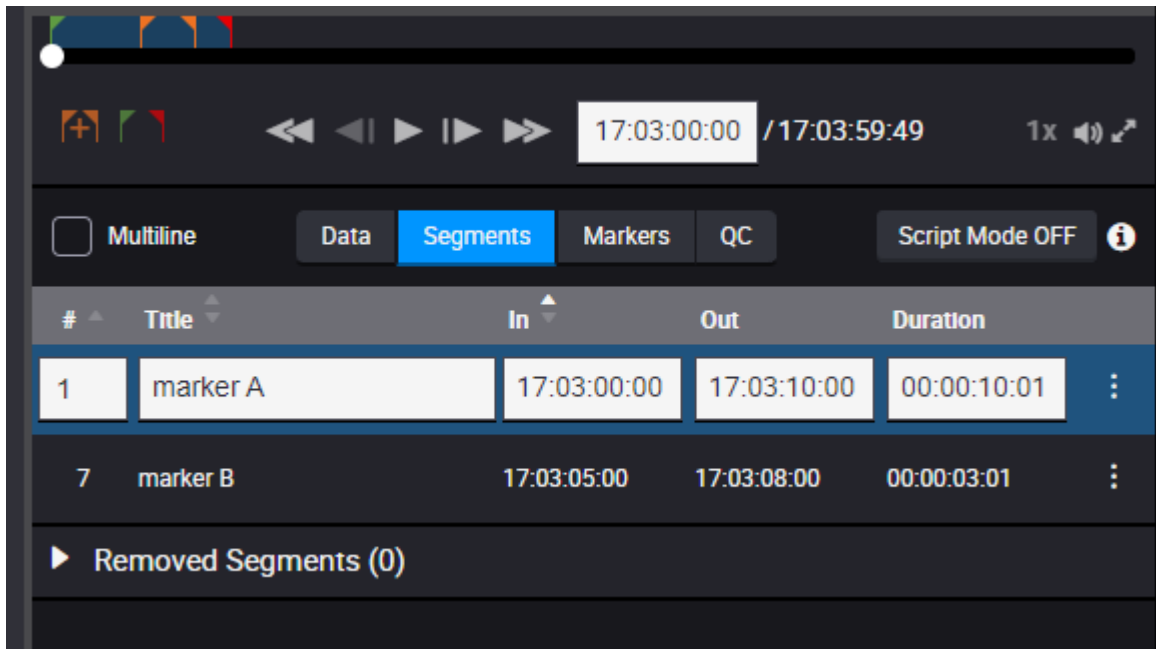 17:03:00:00 /17:03:59:49 1x
Multiline Data Segments Markers QC Script Mode OFF
# Title In Out Duration
1 marker A 17:03:00:00 17:03:10:00 00:00:10:01
7 marker B 17:03:05:00 17:03:08:00 00:00:03:01
Removed Segments (0)